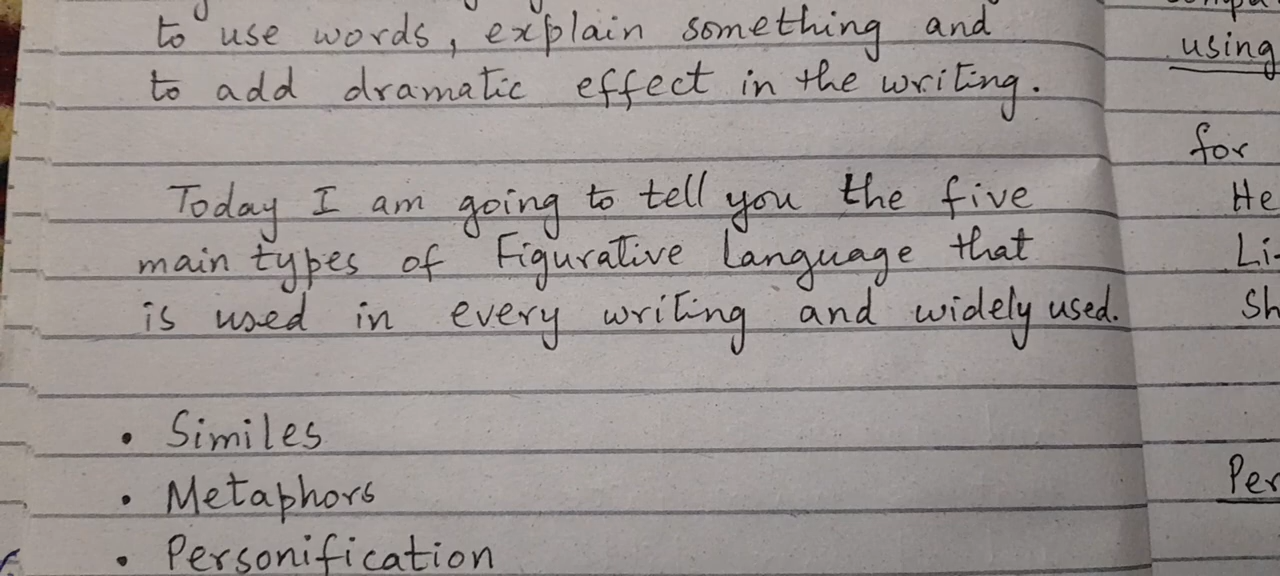 to use words, explain something and
to add dramatic effect in the writing.
Today I am going to tell you the five
main types of Figurative Language that
is used in every writing and widely used.
• Similes
• Metaphors
• Personification
using
for
He
Li-
Sh
Per